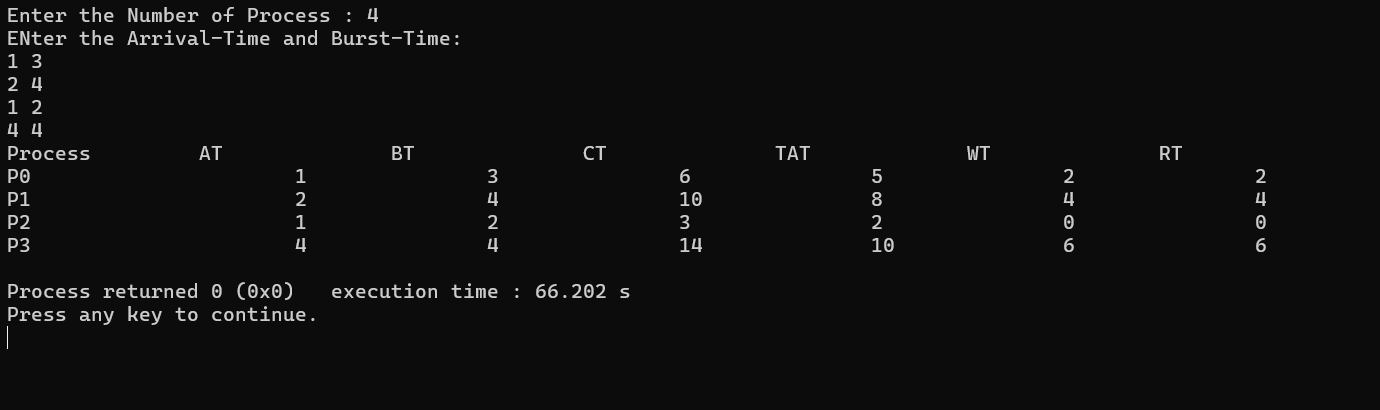 Enter the Number of Process : 4
ENter the Arrival-Time and Burst-Time:
1 3
2 4
1 2
4 4
Process AT BT CT TAT WT RT
P0 1 3 6 5 2 2
P1 2 4 10 8 4 4
P2 1 2 3 2 0 0
P3 4 4 14 10 6 6
Process returned 0 (0x0) execution time : 66.202 s
Press any key to continue.